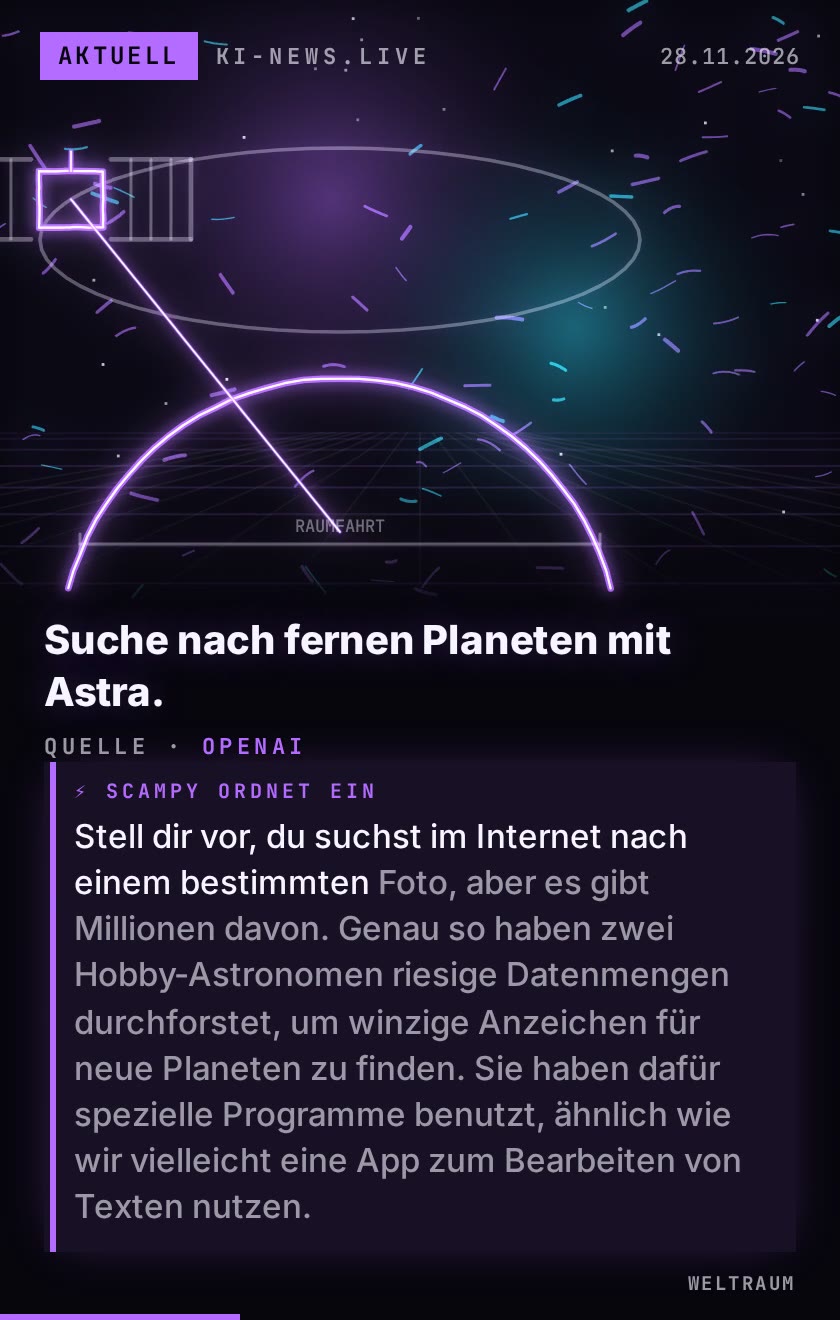 AKTUELL KI-NEWS.LIVE 28.11.2026
RAUMFAHRT
Suche nach fernen Planeten mit
Astra.
QUELLE · OPENAI
⚡ SCAMPY ORDNET EIN
Stell dir vor, du suchst im Internet nach
einem bestimmten Foto, aber es gibt
Millionen davon. Genau so haben zwei
Hobby-Astronomen riesige Datenmengen
durchforstet, um winzige Anzeichen für
neue Planeten zu finden. Sie haben dafür
spezielle Programme benutzt, ähnlich wie
wir vielleicht eine App zum Bearbeiten von
Texten nutzen.
WELTRAUM